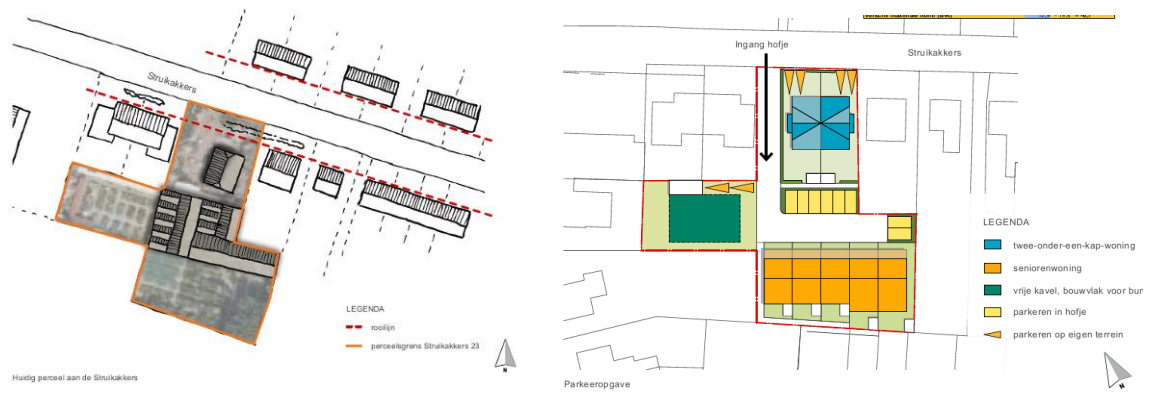 Struikakkers
LEGENDA
rooilijn
perceelsgrens Struikakkers 23
N
Huidig perceel aan de Struikakkers
Ingang hofje
Struikakkers
LEGENDA
twee-onder-een-kap-woning
seniorenwoning
vrije kavel, bouwvlak voor bur
parkeren in hofje
parkeren op eigen terrein
N
Parkeeropgave